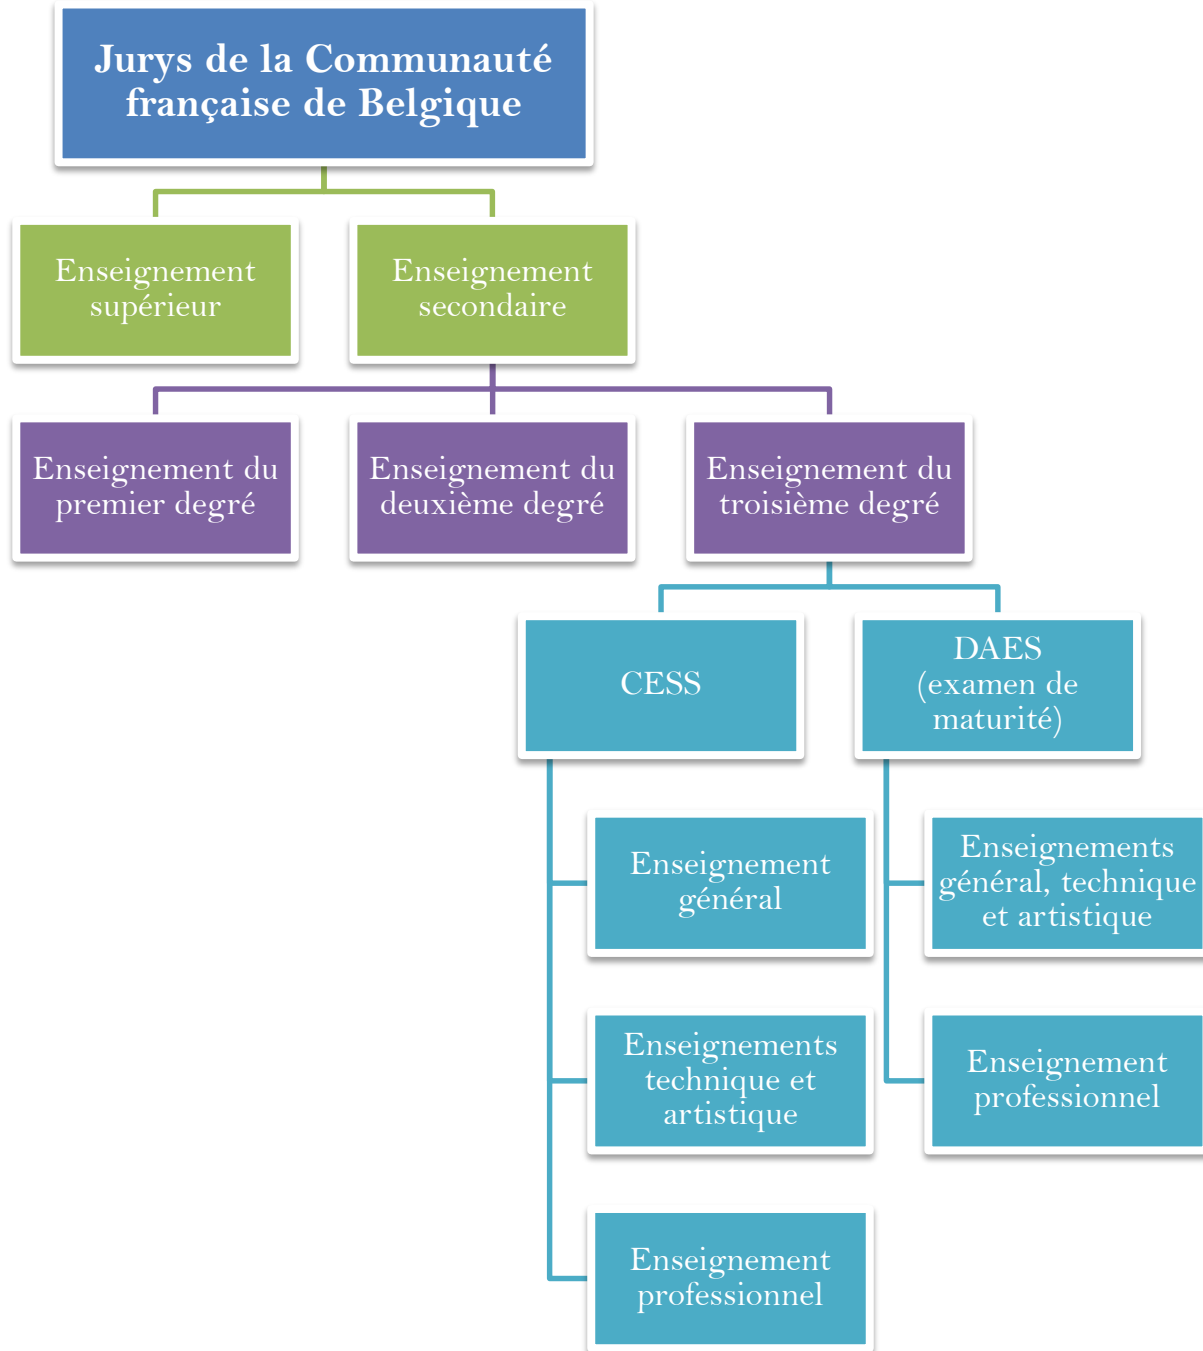 Jurys de la Communauté
française de Belgique
Enseignement
supérieur
Enseignement
secondaire
Enseignement du
premier degré
Enseignement du
deuxième degré
Enseignement du
troisième degré
CESS
DAES
(examen de
maturité)
Enseignement
général
Enseignements
général, technique
et artistique
Enseignements
technique et
artistique
Enseignement
professionnel
Enseignement
professionnel